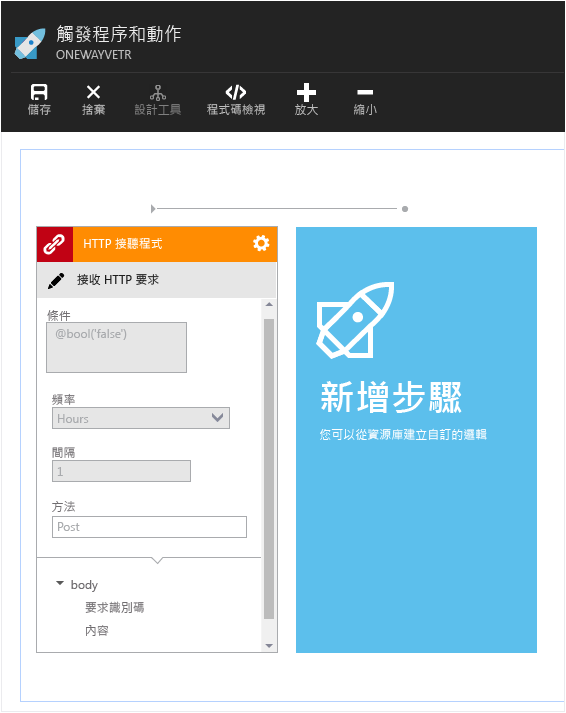 觸發程序和動作
ONEWAYVETR
儲存
捨棄
設計工具
程式碼檢視
放大
縮小
HTTP 接聽程式
接收 HTTP 要求
條件
@bool('false')
頻率
Hours
間隔
1
方法
Post
body
要求識別碼
內容
新增步驟
您可以從資源庫建立自訂的邏輯